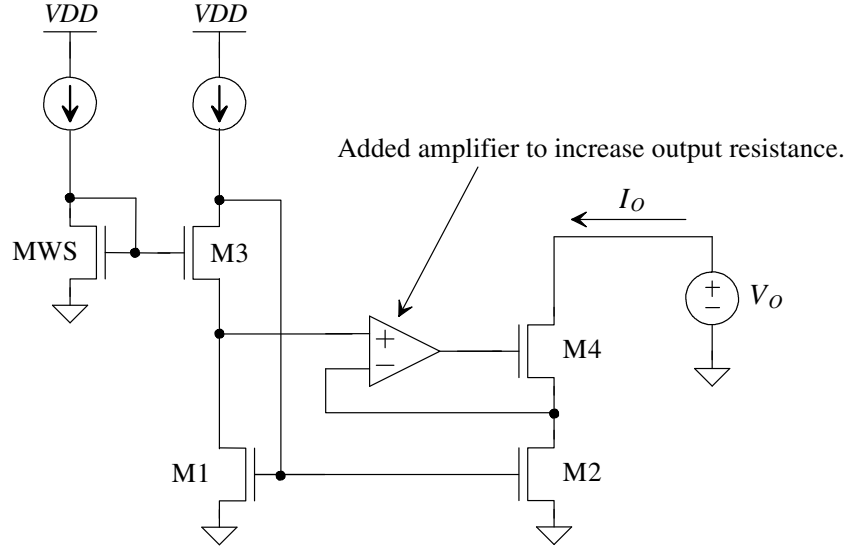 VDD VDD
Added amplifier to increase output resistance.
I_O
MWS M3
+
− V_O
+
−
M4
M1 M2